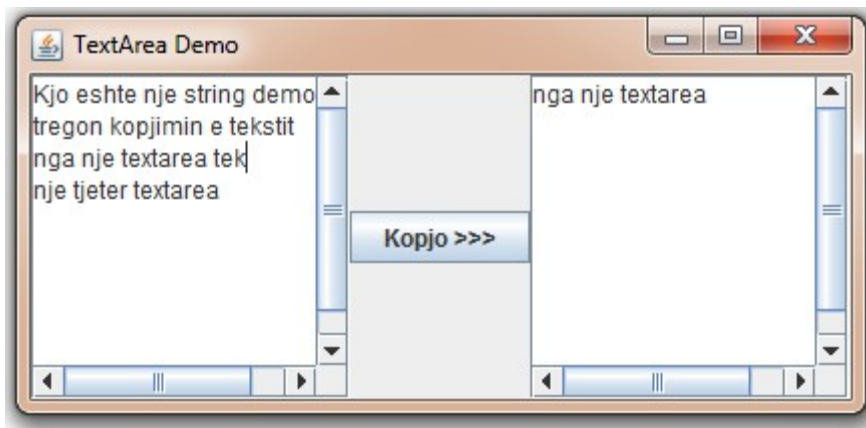 TextArea Demo
Kjo eshte nje string demo
tregon kopjimin e tekstit
nga nje textarea tek
nje tjeter textarea
Kopjo >>>
nga nje textarea